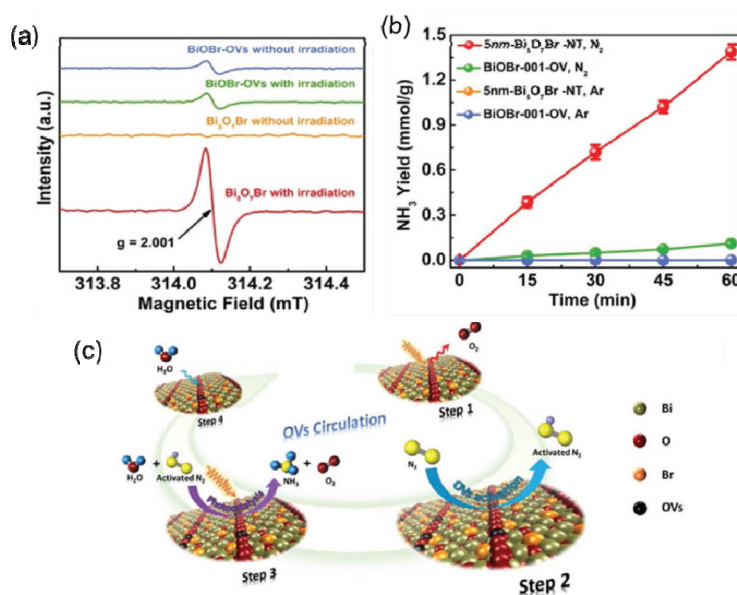 (a)
BiOBr-OVs without irradiation
BiOBr-OVs with irradiation
Bi₅O₇Br without irradiation
Bi₅O₇Br with irradiation
g = 2.001
Intensity (a.u.)
313.8 314.0 314.2 314.4
Magnetic Field (mT)
(b)
5nm-Bi₅O₇Br -NT, N₂
BiOBr-001-OV, N₂
5nm-Bi₅O₇Br -NT, Ar
BiOBr-001-OV, Ar
NH₃ Yield (mmol/g)
1.5
1.2
0.9
0.6
0.3
0.0
0 15 30 45 60
Time (min)
(c)
H₂O
Step 4
O₂
Step 1
OVs Circulation
H₂O + Activated N₂
NH₃ + O₂
Step 3
N₂
Activated N₂
Step 2
Bi
O
Br
OVs